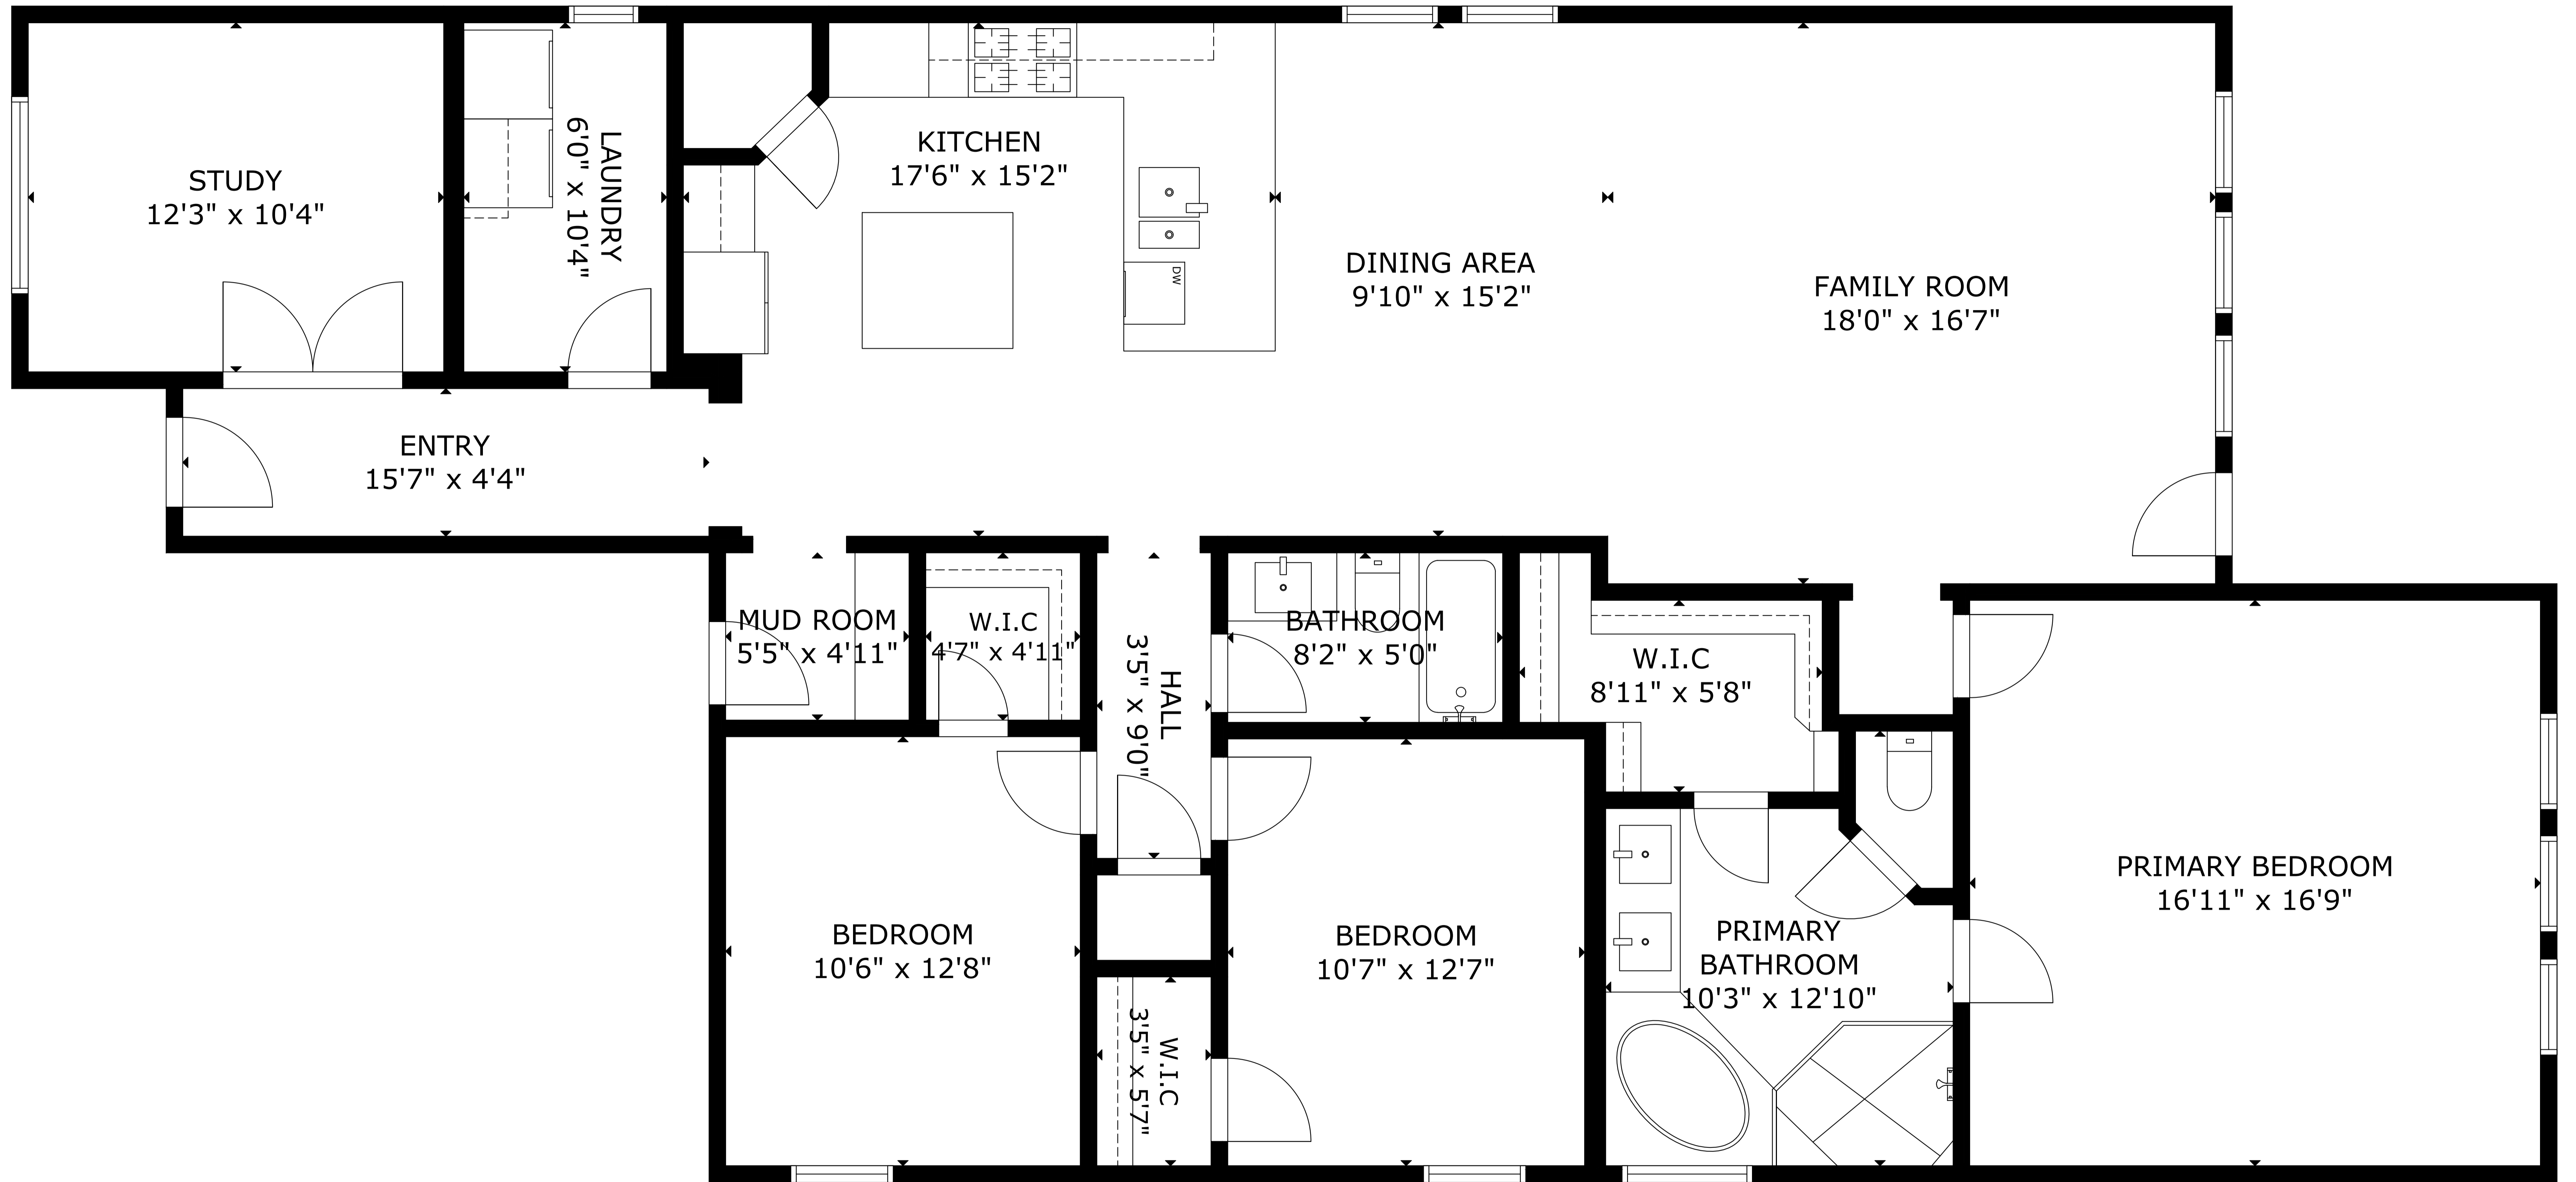 STUDY
12'3" x 10'4"
LAUNDRY
6'0" x 10'4"
KITCHEN
17'6" x 15'2"
DW
DINING AREA
9'10" x 15'2"
FAMILY ROOM
18'0" x 16'7"
ENTRY
15'7" x 4'4"
MUD ROOM
5'5" x 4'11"
W.I.C
4'7" x 4'11"
HALL
3'5" x 9'0"
BATHROOM
8'2" x 5'0"
W.I.C
8'11" x 5'8"
BEDROOM
10'6" x 12'8"
W.I.C
3'5" x 5'7"
BEDROOM
10'7" x 12'7"
PRIMARY
BATHROOM
10'3" x 12'10"
PRIMARY BEDROOM
16'11" x 16'9"